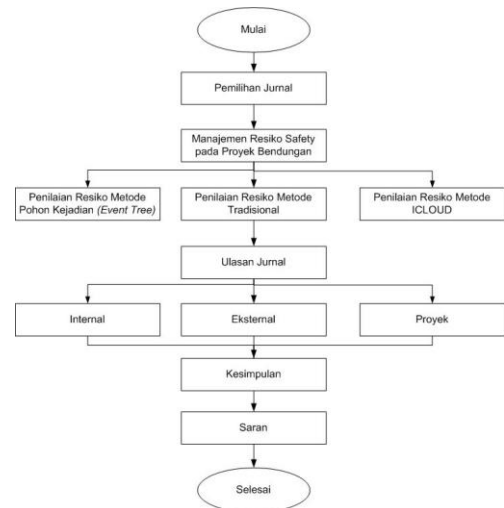 Mulai
Pemilihan Jurnal
Manajemen Resiko Safety
pada Proyek Bendungan
Penilaian Resiko Metode
Pohon Kejadian (Event Tree)
Penilaian Resiko Metode
Tradisional
Penilaian Resiko Metode
ICLOUD
Ulasan Jurnal
Internal
Eksternal
Proyek
Kesimpulan
Saran
Selesai